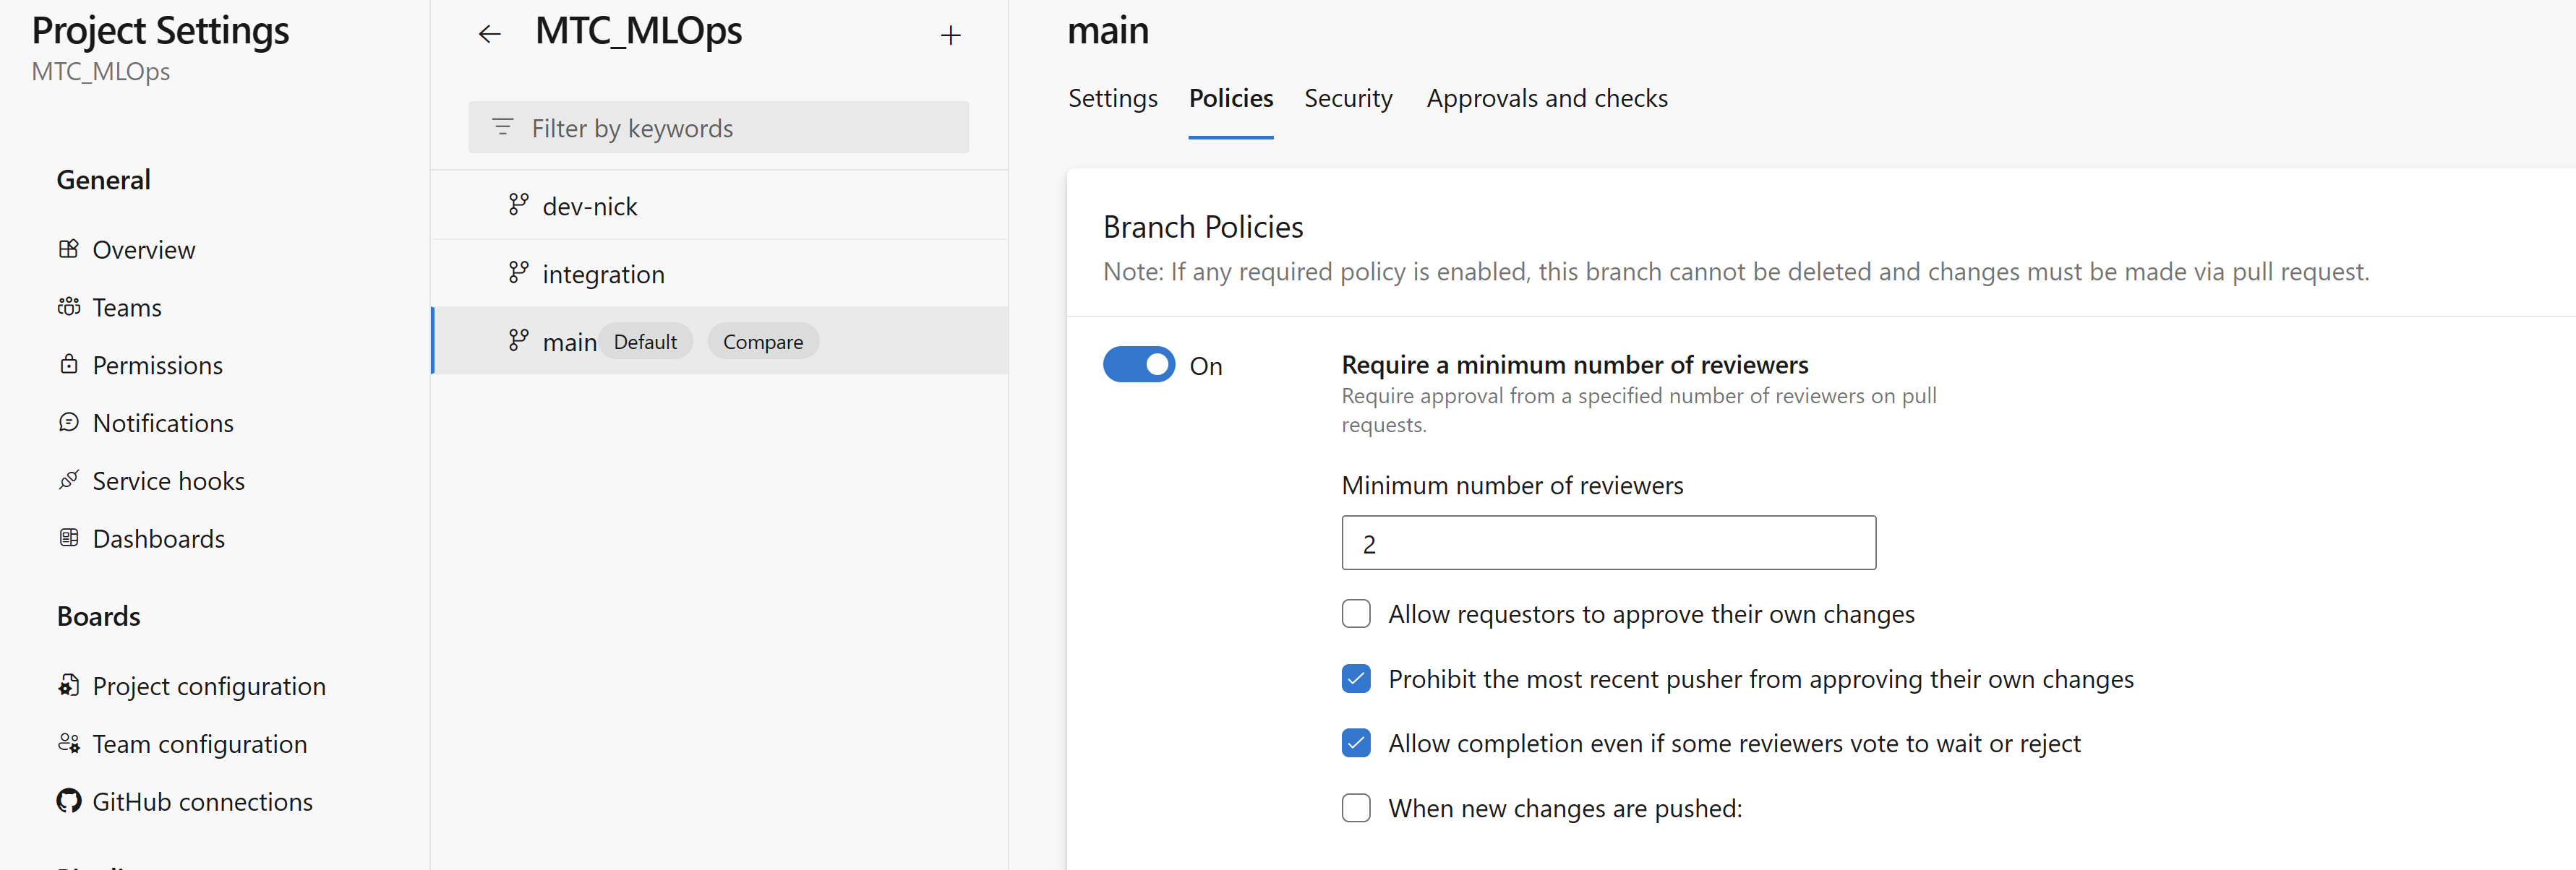 Project Settings
MTC_MLOps
General
Overview
Teams
Permissions
Notifications
Service hooks
Dashboards
Boards
Project configuration
Team configuration
GitHub connections
MTC_MLOps
Filter by keywords
dev-nick
integration
main Default Compare
main
Settings Policies Security Approvals and checks
Branch Policies
Note: If any required policy is enabled, this branch cannot be deleted and changes must be made via pull request.
On
Require a minimum number of reviewers
Require approval from a specified number of reviewers on pull
requests.
Minimum number of reviewers
2
Allow requestors to approve their own changes
Prohibit the most recent pusher from approving their own changes
Allow completion even if some reviewers vote to wait or reject
When new changes are pushed: